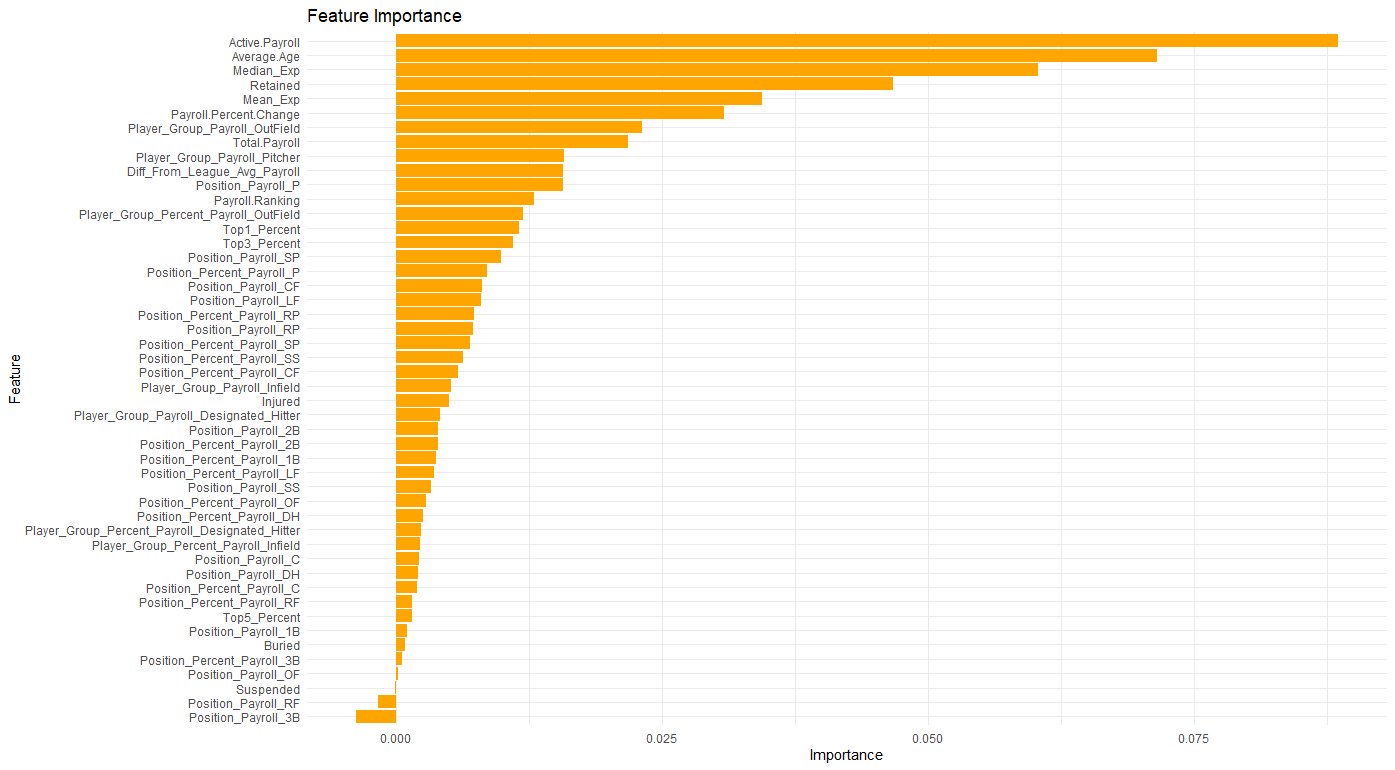 Feature Importance
Active.Payroll
Average.Age
Median_Exp
Retained
Mean_Exp
Payroll.Percent.Change
Player_Group_Payroll_OutField
Total.Payroll
Player_Group_Payroll_Pitcher
Diff_From_League_Avg_Payroll
Position_Payroll_P
Payroll.Ranking
Player_Group_Percent_Payroll_OutField
Top1_Percent
Top3_Percent
Position_Payroll_SP
Position_Percent_Payroll_P
Position_Payroll_CF
Position_Payroll_LF
Position_Percent_Payroll_RP
Position_Payroll_RP
Position_Percent_Payroll_SP
Position_Percent_Payroll_SS
Position_Percent_Payroll_CF
Player_Group_Payroll_Infield
Injured
Player_Group_Payroll_Designated_Hitter
Position_Payroll_2B
Position_Percent_Payroll_2B
Position_Percent_Payroll_1B
Position_Percent_Payroll_LF
Position_Payroll_SS
Position_Percent_Payroll_OF
Position_Percent_Payroll_DH
Player_Group_Percent_Payroll_Designated_Hitter
Player_Group_Percent_Payroll_Infield
Position_Payroll_C
Position_Payroll_DH
Position_Percent_Payroll_C
Position_Percent_Payroll_RF
Top5_Percent
Position_Payroll_1B
Buried
Position_Percent_Payroll_3B
Position_Payroll_OF
Suspended
Position_Payroll_RF
Position_Payroll_3B
Feature
0.000 0.025 0.050 0.075
Importance